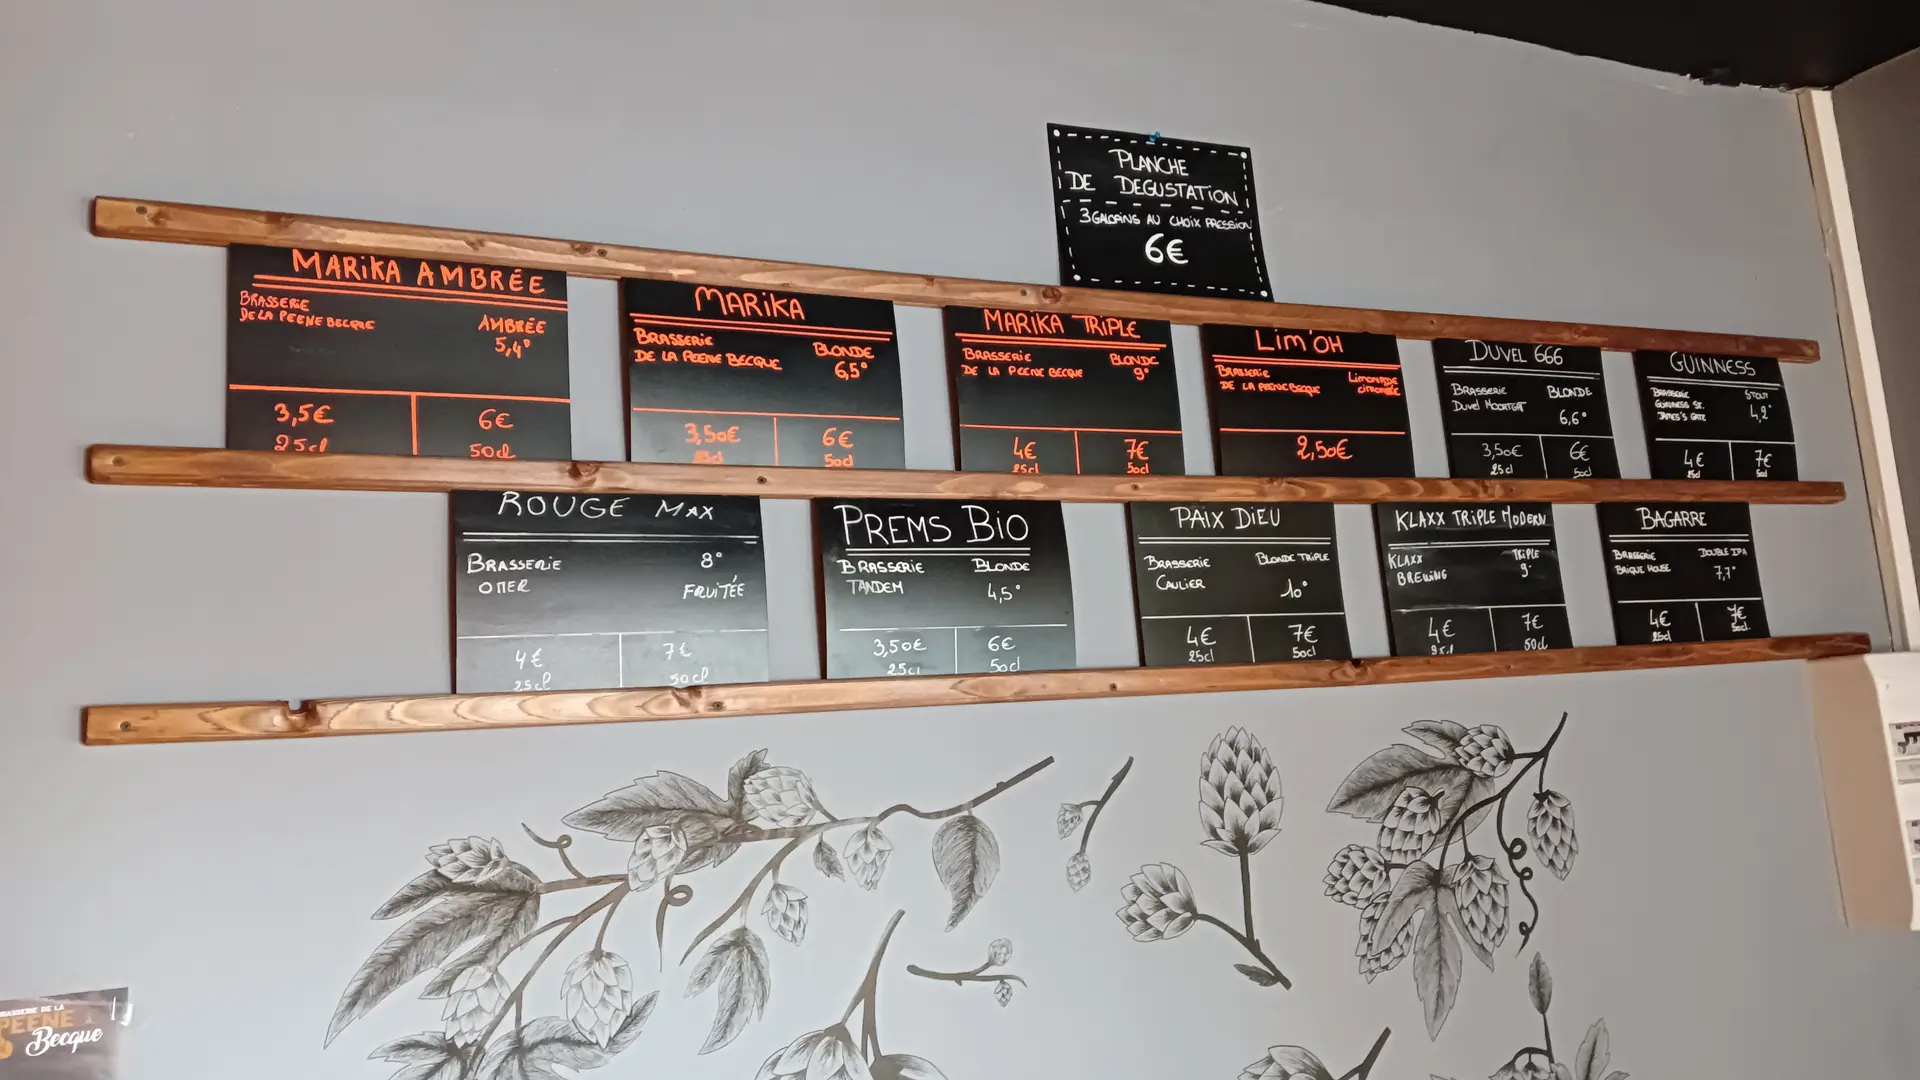 PLANCHE
DE DEGUSTATION
3 GALOPINS AU CHOIX PRESSION
6€
MARIKA AMBRÉE
BRASSERIE
DE LA PEENE BECQUE
AMBRÉE
5,4°
3,5€
25cl
6€
50cl
MARIKA
BRASSERIE
DE LA PEENE BECQUE
BLONDE
6,5°
3,50€
25cl
6€
50cl
MARIKA TRIPLE
BRASSERIE
DE LA PEENE BECQUE
BLONDE
9°
4€
25cl
7€
50cl
LIM'OH
BRASSERIE
DE LA PEENE BECQUE
LIMONADE
CITRONNÉE
2,50€
DUVEL 666
BRASSERIE
Duvel MOORTGAT
BLONDE
6,6°
3,50€
25cl
6€
50cl
GUINNESS
BRASSERIE
GUINNESS ST.
JAMES'S GATE
STOUT
4,2°
4€
25cl
7€
50cl
ROUGE MAX
BRASSERIE
OMER
8°
FRUITÉE
4€
25cl
7€
50cl
PREMS BIO
BRASSERIE
TANDEM
BLONDE
4,5°
3,50€
25cl
6€
50cl
PAIX DIEU
BRASSERIE
CAULIER
BLONDE TRIPLE
10°
4€
25cl
7€
50cl
KLAXX TRIPLE MODERN
KLAXX
BREWING
TRIPLE
9°
4€
25cl
7€
50cl
BAGARRE
BRASSERIE
BRIQUE HOUSE
DOUBLE IPA
7,7°
4€
25cl
7€
50cl
BRASSERIE DE LA
PEENE
Becque